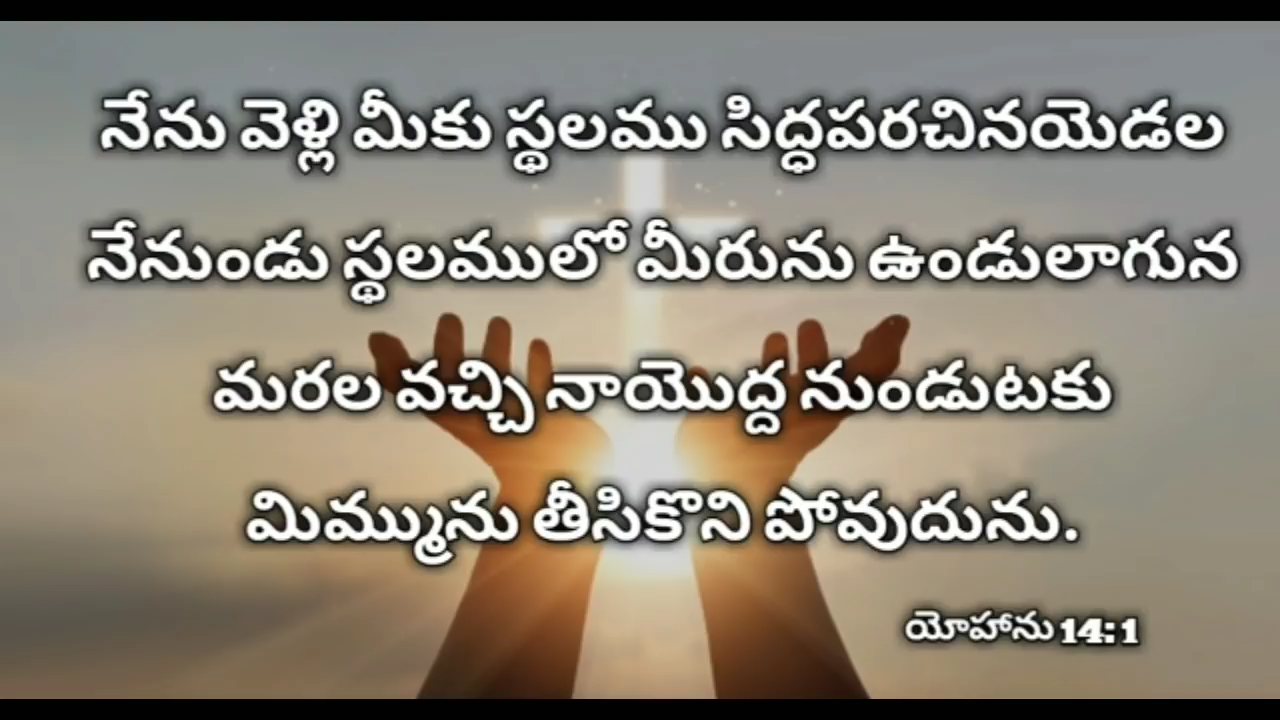 నేను వెళ్లి మీకు స్థలము సిద్ధపరచినయెడల
నేనుండు స్థలములో మీరును ఉండులాగున
మరల వచ్చి నాయొద్ద నుండుటకు
మిమ్మును తీసికొని పోవుదును.
యోహాను 14:1